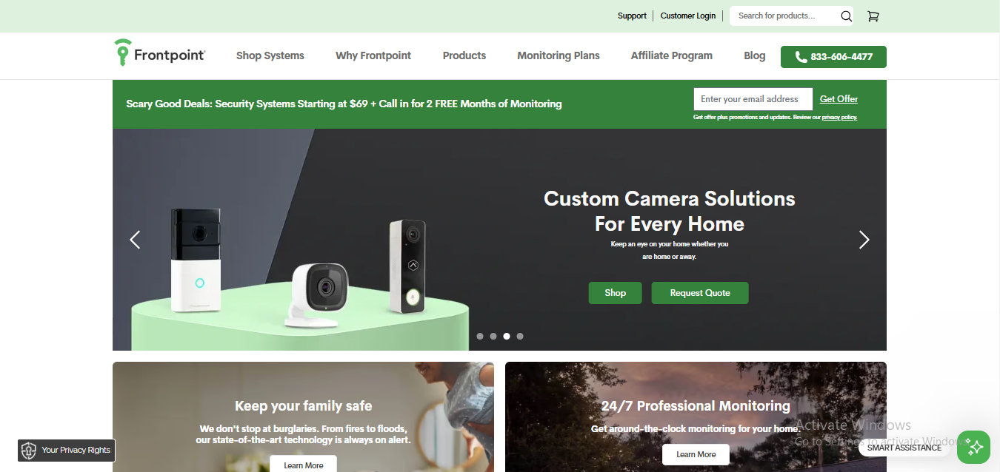 Support
Customer Login
Search for products...
Frontpoint
Shop Systems
Why Frontpoint
Products
Monitoring Plans
Affiliate Program
Blog
833-606-4477
Scary Good Deals: Security Systems Starting at $69 + Call in for 2 FREE Months of Monitoring
Enter your email address
Get Offer
Get offer plus promotions and updates. Review our privacy policy.
Custom Camera Solutions
For Every Home
Keep an eye on your home whether you
are home or away.
Shop
Request Quote
Keep your family safe
We don't stop at burglaries. From fires to floods,
our state-of-the-art technology is always on alert.
Learn More
24/7 Professional Monitoring
Get around-the-clock monitoring for your home.
Learn More
Activate Windows
Go to Settings to activate Windows.
SMART ASSISTANCE
Your Privacy Rights